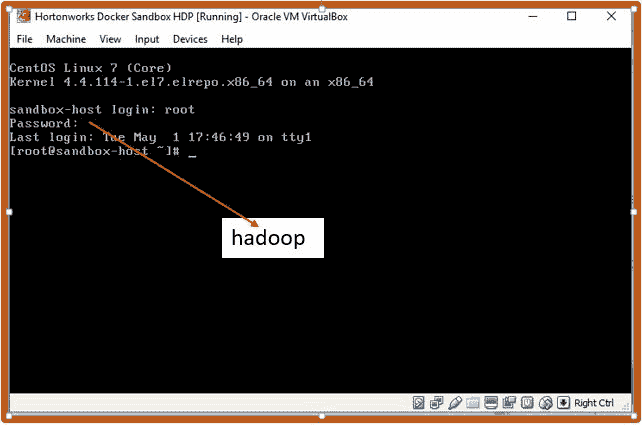 Hortonworks Docker Sandbox HDP [Running] - Oracle VM VirtualBox
File Machine View Input Devices Help
CentOS Linux 7 (Core)
Kernel 4.4.114-1.el7.elrepo.x86_64 on an x86_64
sandbox-host login: root
Password:
Last login: Tue May  1 17:46:49 on tty1
[root@sandbox-host ~]# _
hadoop
Right Ctrl